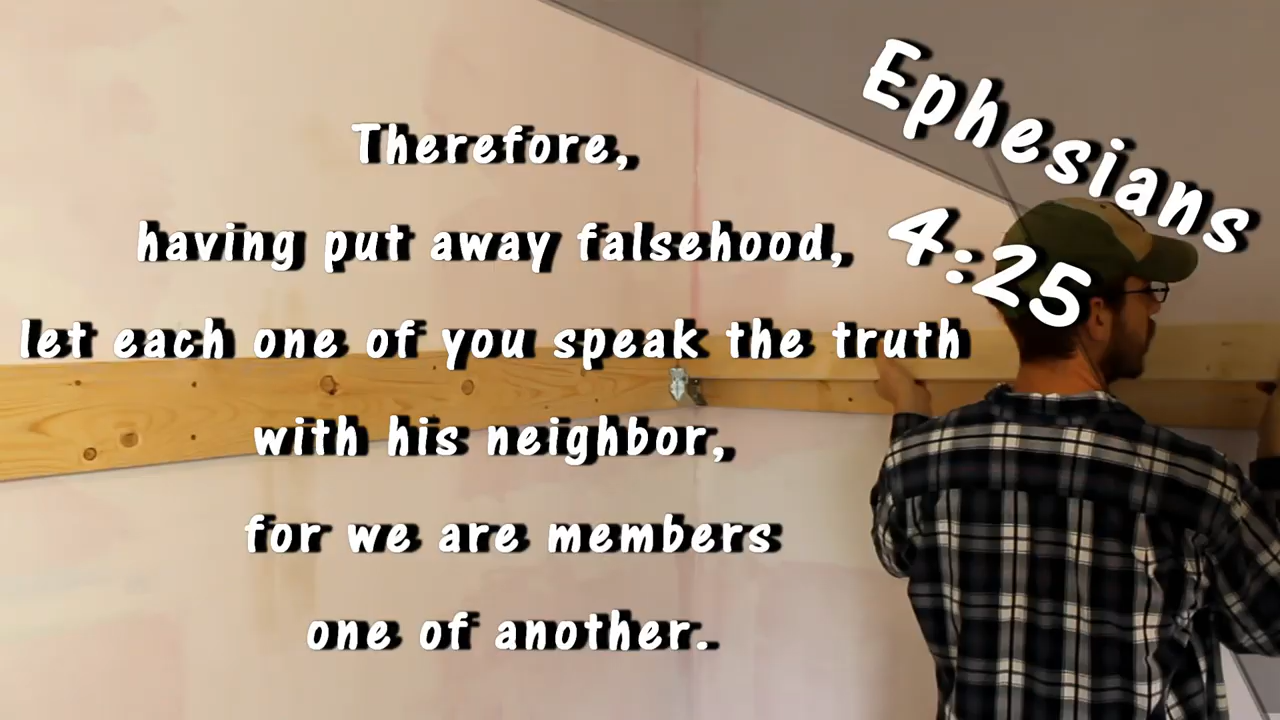 Ephesians
4:25
Therefore,
having put away falsehood,
let each one of you speak the truth
with his neighbor,
for we are members
one of another.